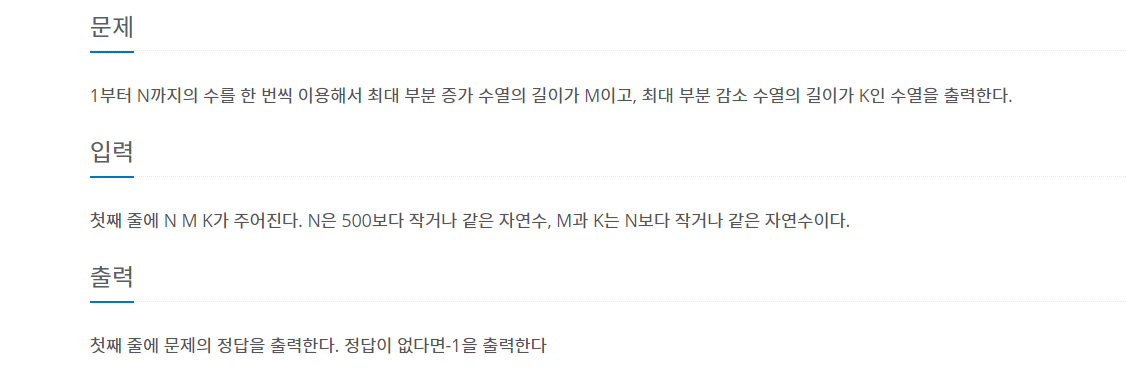 문제
1부터 N까지의 수를 한 번씩 이용해서 최대 부분 증가 수열의 길이가 M이고, 최대 부분 감소 수열의 길이가 K인 수열을 출력한다.
입력
첫째 줄에 N M K가 주어진다. N은 500보다 작거나 같은 자연수, M과 K는 N보다 작거나 같은 자연수이다.
출력
첫째 줄에 문제의 정답을 출력한다. 정답이 없다면-1을 출력한다